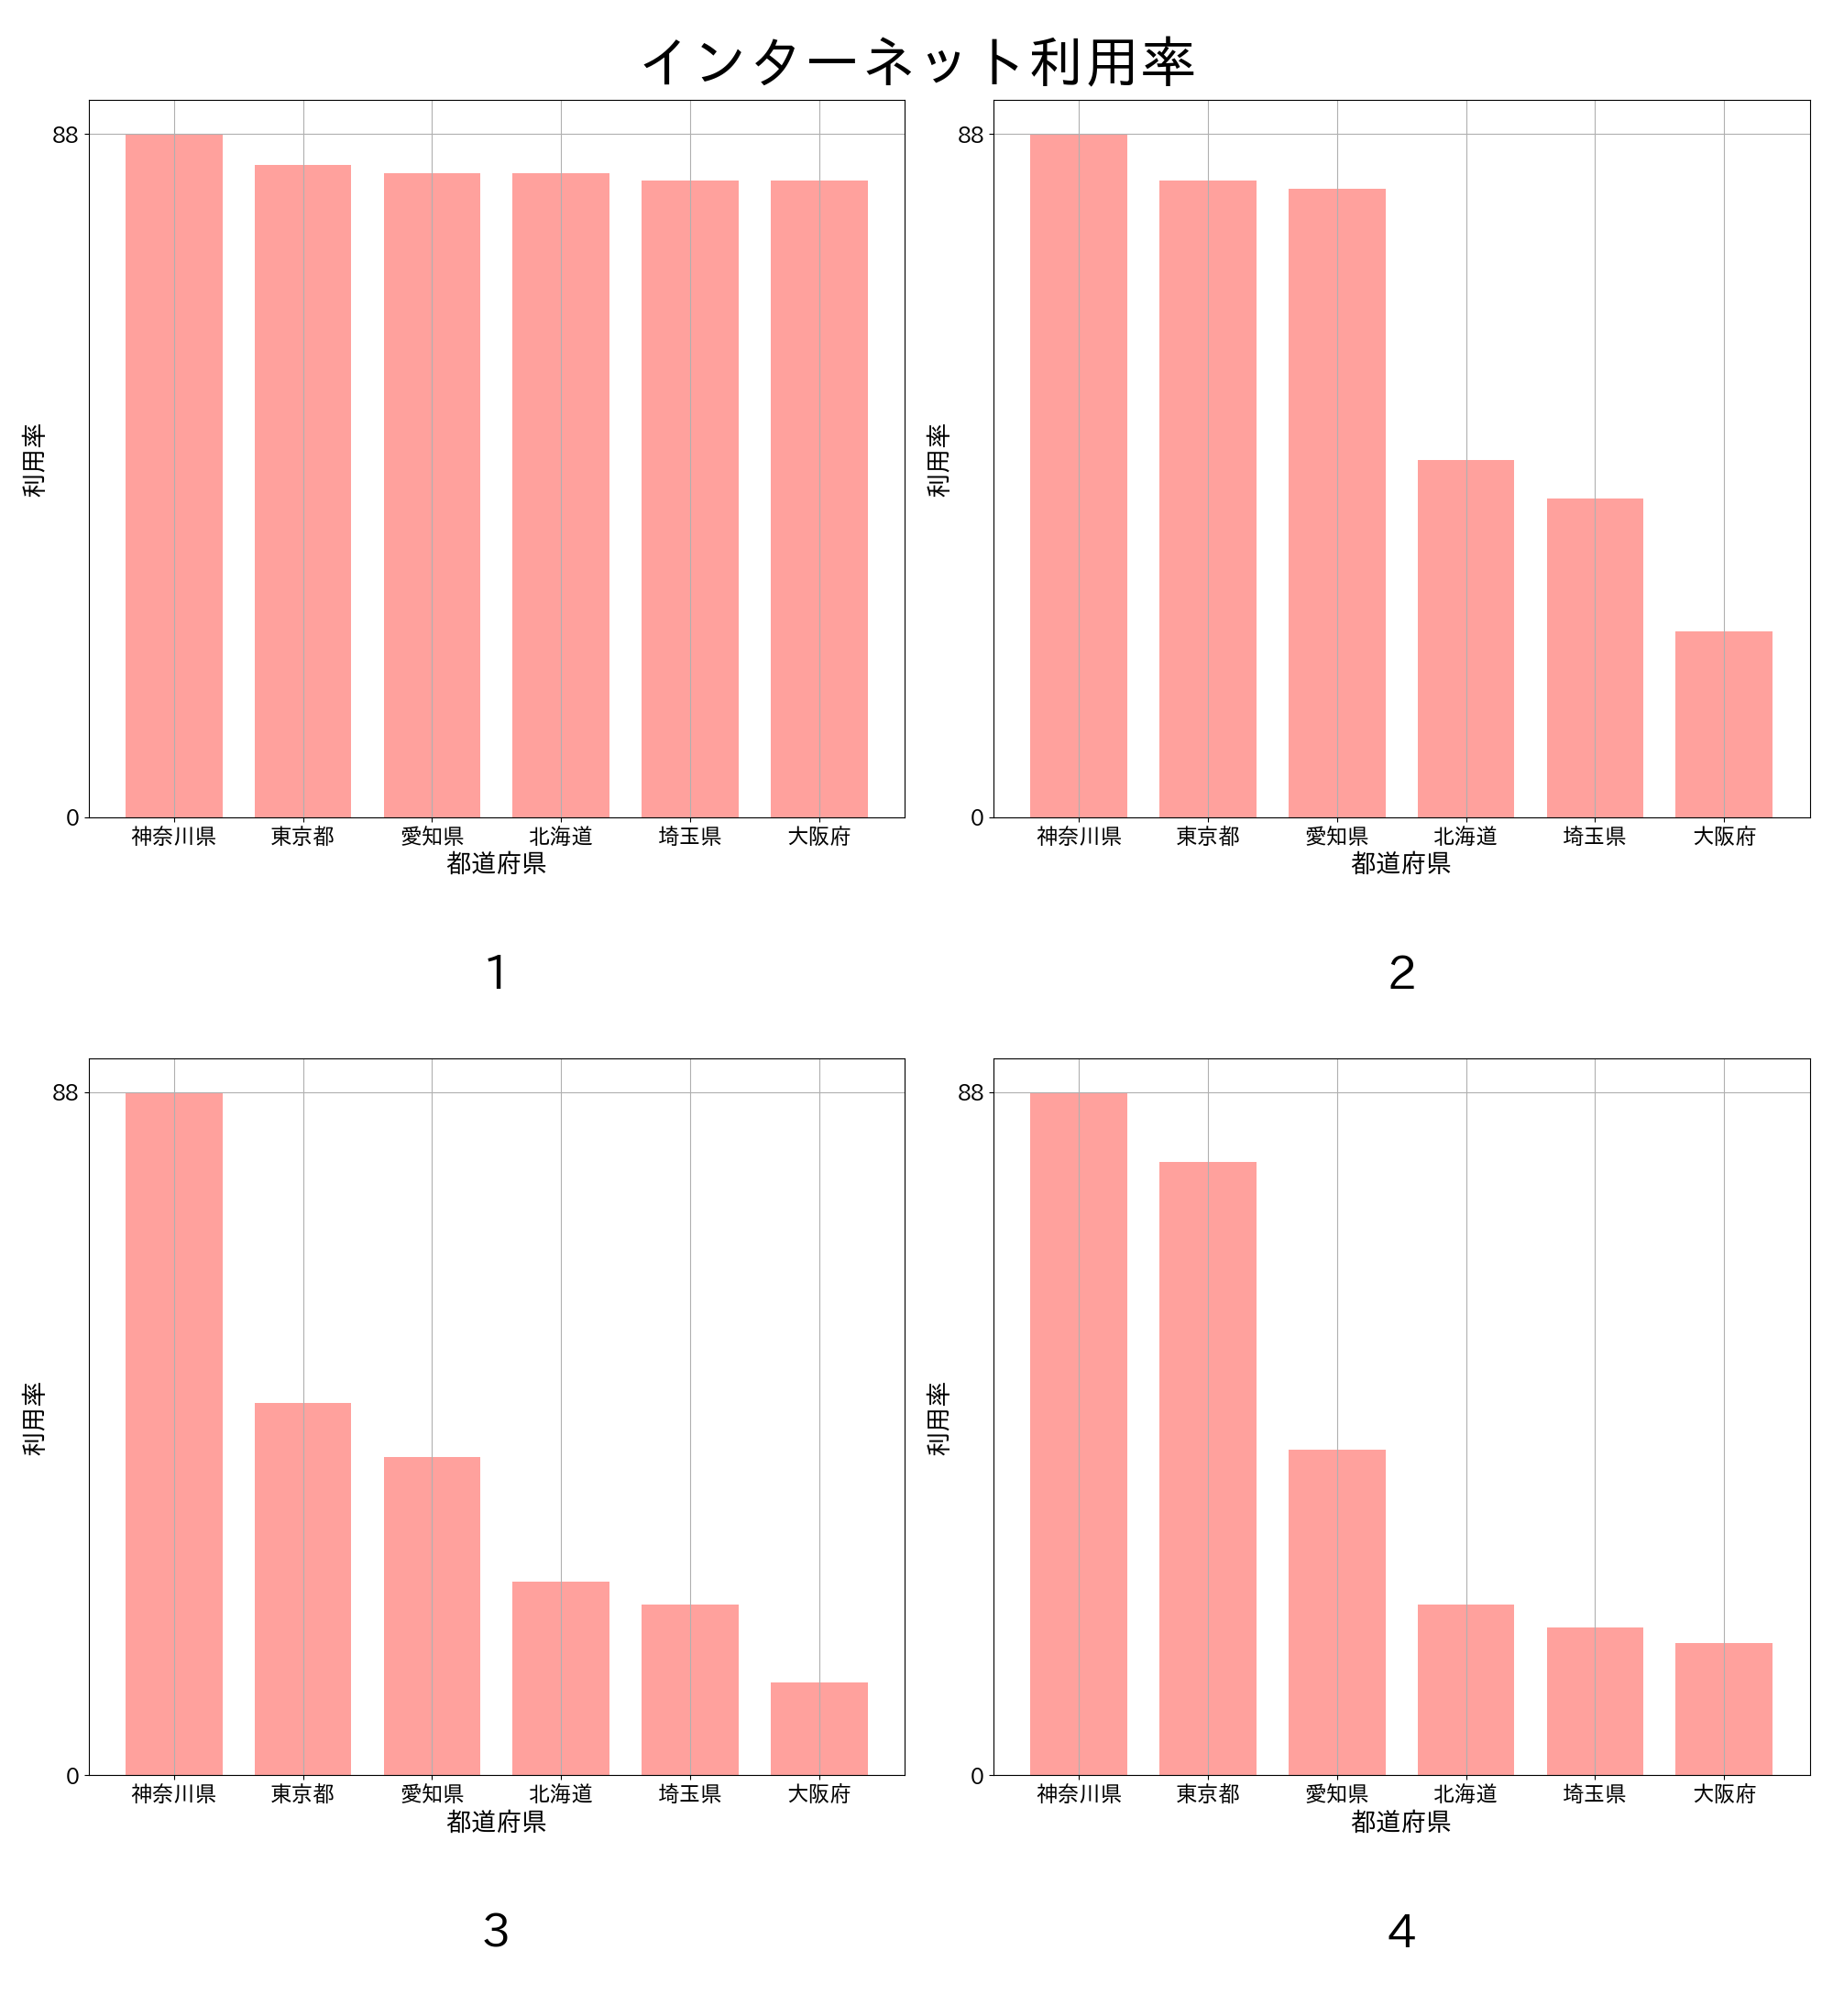 インターネット利用率
88
0
利用率
神奈川県 東京都 愛知県 北海道 埼玉県 大阪府
都道府県
1
88
0
利用率
神奈川県 東京都 愛知県 北海道 埼玉県 大阪府
都道府県
2
88
0
利用率
神奈川県 東京都 愛知県 北海道 埼玉県 大阪府
都道府県
3
88
0
利用率
神奈川県 東京都 愛知県 北海道 埼玉県 大阪府
都道府県
4